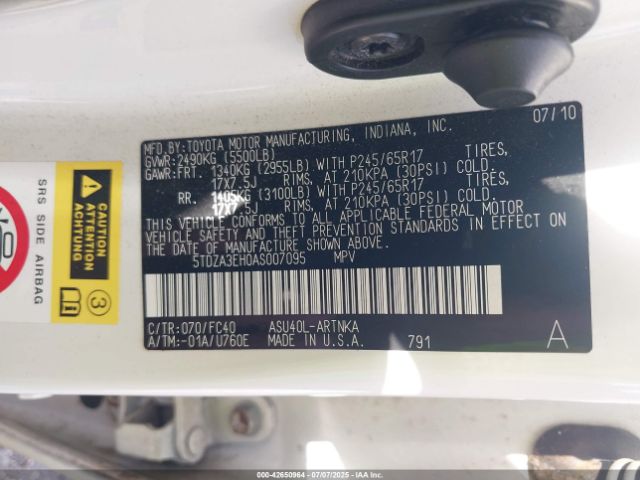 07/10
MFD.BY:TOYOTA MOTOR MANUFACTURING, INDIANA, INC.
GVWR:2490KG (5500LB)
GAWR:FRT. 1340KG (2955LB) WITH P245/65R17 TIRES,
17X7.5J RIMS, AT 210KPA (30PSI) COLD.
RR. 1405KG (3100LB) WITH P245/65R17 TIRES,
17X7.5J RIMS, AT 210KPA (30PSI) COLD.
THIS VEHICLE CONFORMS TO ALL APPLICABLE FEDERAL MOTOR
VEHICLE SAFETY AND THEFT PREVENTION STANDARDS IN EFFECT ON
THE DATE OF MANUFACTURE SHOWN ABOVE.
5TDZA3EH0AS007095 MPV
C/TR:070/FC40 ASU40L-ARTNKA A
A/TM:-01A/U760E MADE IN U.S.A. 791
SRS SIDE AIRBAG
ATTENTION
ACHTUNG
3
000-42650964 - 07/07/2025 - IAAI.COM